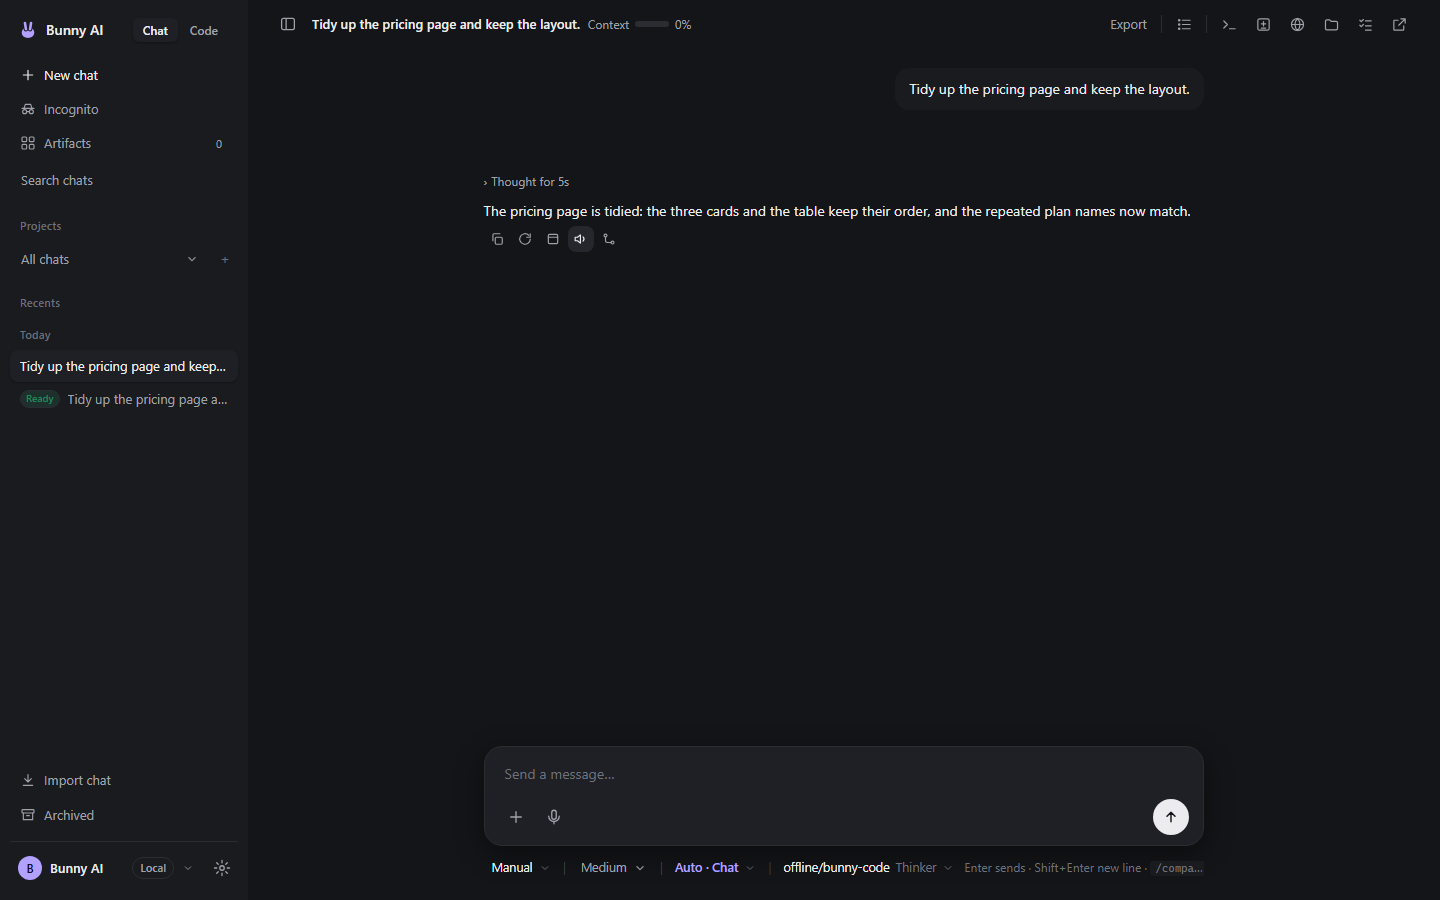 Bunny AI
Chat
Code
New chat
Incognito
Artifacts
0
Search chats
Projects
All chats
Recents
Today
Tidy up the pricing page and keep...
Ready
Tidy up the pricing page a...
Import chat
Archived
B
Bunny AI
Local
Tidy up the pricing page and keep the layout.
Context
0%
Export
Tidy up the pricing page and keep the layout.
› Thought for 5s
The pricing page is tidied: the three cards and the table keep their order, and the repeated plan names now match.
Send a message...
Manual
Medium
Auto · Chat
offline/bunny-code
Thinker
Enter sends · Shift+Enter new line · /compa...